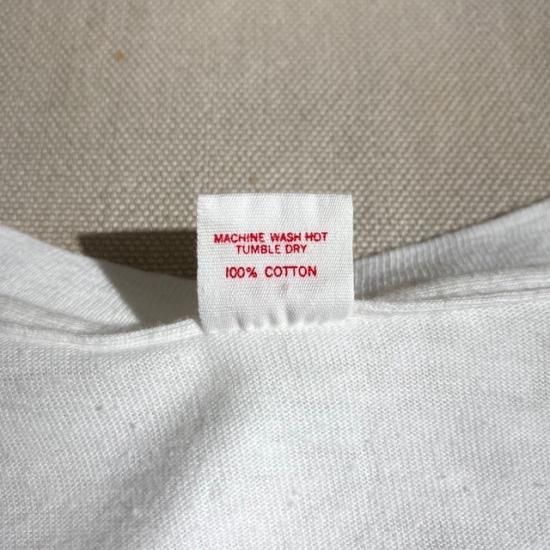 MACHINE WASH HOT
TUMBLE DRY
100% COTTON